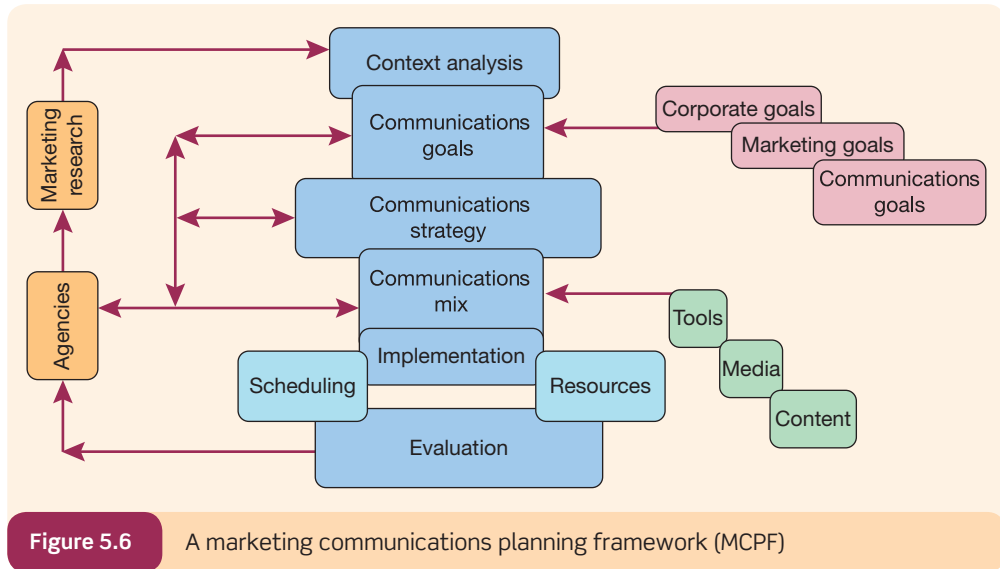 Context analysis
Marketing
research
Communications
goals
Corporate goals
Marketing goals
Communications
goals
Communications
strategy
Communications
mix
Agencies
Tools
Implementation
Scheduling
Resources
Media
Content
Evaluation
Figure 5.6
A marketing communications planning framework (MCPF)